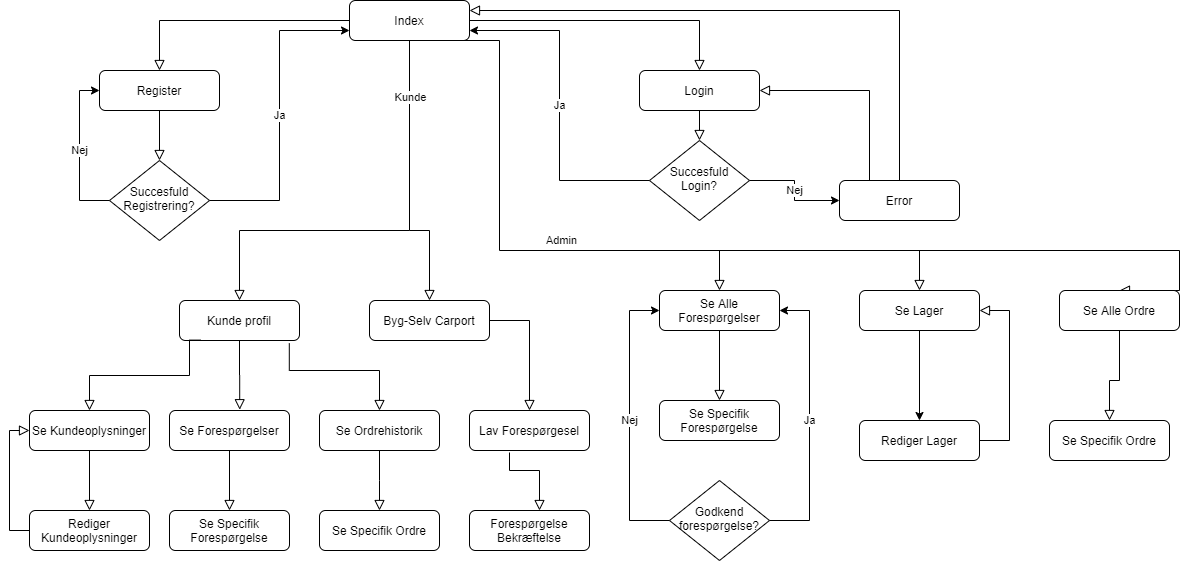 Index
Register
Login
Kunde
Ja
Ja
Nej
Succesfuld
Registrering?
Succesfuld
Login?
Nej
Error
Admin
Kunde profil
Byg-Selv Carport
Se Alle
Forespørgelser
Se Lager
Se Alle Ordre
Se Kundeoplysninger
Se Forespørgelser
Se Ordrehistorik
Lav Forespørgesel
Nej
Se Specifik
Forespørgelse
Ja
Rediger Lager
Se Specifik Ordre
Rediger
Kundeoplysninger
Se Specifik
Forespørgelse
Se Specifik Ordre
Forespørgelse
Bekræftelse
Godkend
forespørgelse?